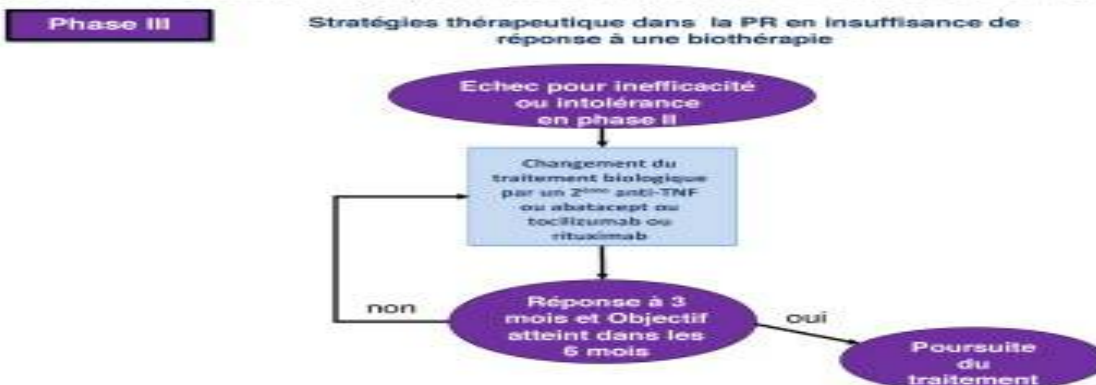 Phase III
Stratégies thérapeutique dans la PR en insuffisance de
réponse à une biothérapie
Echec pour inefficacité
ou intolérance
en phase II
Changement du
traitement biologique
par un 2ème anti-TNF
ou abatacept ou
tocilizumab ou
rituximab
non
Réponse à 3
mois et Objectif
atteint dans les
6 mois
oui
Poursuite
du
traitement